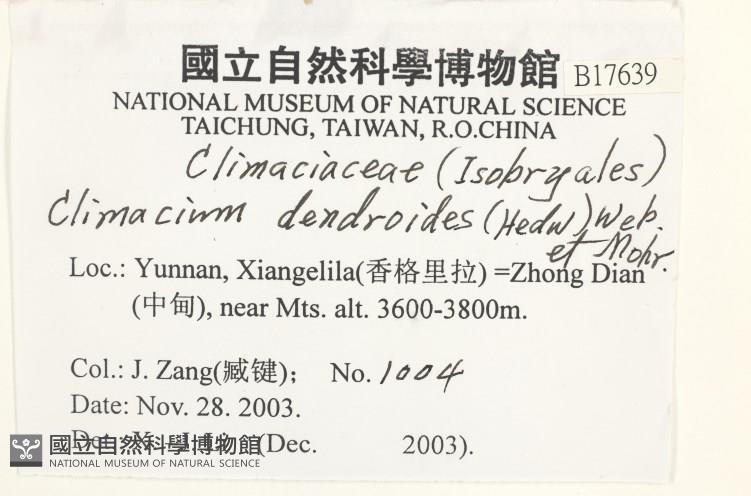 國立自然科學博物館 B17639
NATIONAL MUSEUM OF NATURAL SCIENCE
TAICHUNG, TAIWAN, R.O.CHINA
Climaciaceae (Isobryales)
Climacium dendroides (Hedw.) Web.
et Mohr.
Loc.: Yunnan, Xiangelila(香格里拉) =Zhong Dian
(中甸), near Mts. alt. 3600-3800m.
Col.: J. Zang(臧键); No. 1004
Date: Nov. 28. 2003.
(Dec. 2003).
國立自然科學博物館
NATIONAL MUSEUM OF NATURAL SCIENCE